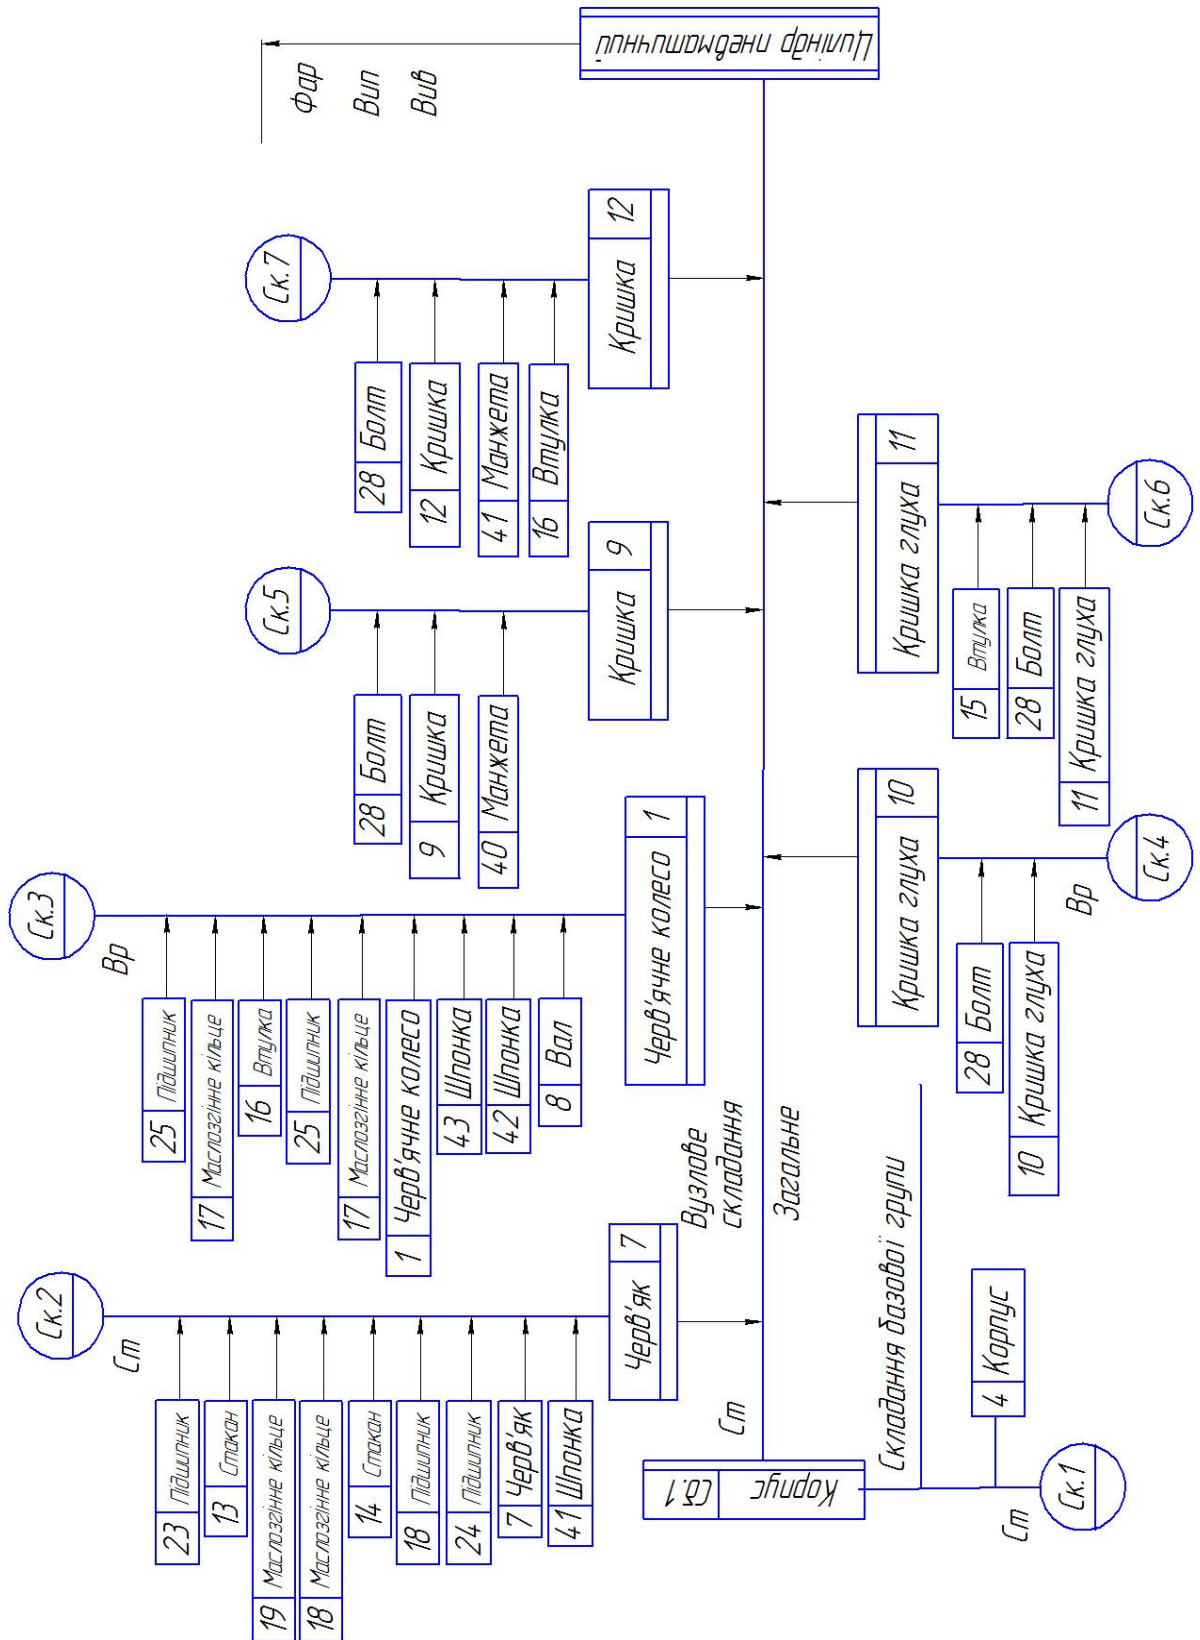 Ск.2
Ст
23 Підшипник
13 Стакан
19 Маслозгінне кільце
18 Маслозгінне кільце
14 Стакан
18 Підшипник
24 Підшипник
7 Черв'як
41 Шпонка
Черв'як 7
Ск.3
Вр
25 Підшипник
17 Маслозгінне кільце
16 Втулка
25 Підшипник
17 Маслозгінне кільце
1 Черв'ячне колесо
43 Шпонка
42 Шпонка
8 Вал
Черв'ячне колесо 1
Ск.5
28 Болт
9 Кришка
40 Манжета
Кришка 9
Ск.7
28 Болт
12 Кришка
41 Манжета
16 Втулка
Кришка 12
Фар
Вип
Вив
Циліндр пневматичний
Корпус Сб.1
Ст
Вузлове
складання
Загальне
Складання базової групи
4 Корпус
Ст
Ск.1
Кришка глуха 10
28 Болт
10 Кришка глуха
Вр
Ск.4
Кришка глуха 11
15 Втулка
28 Болт
11 Кришка глуха
Ск.6